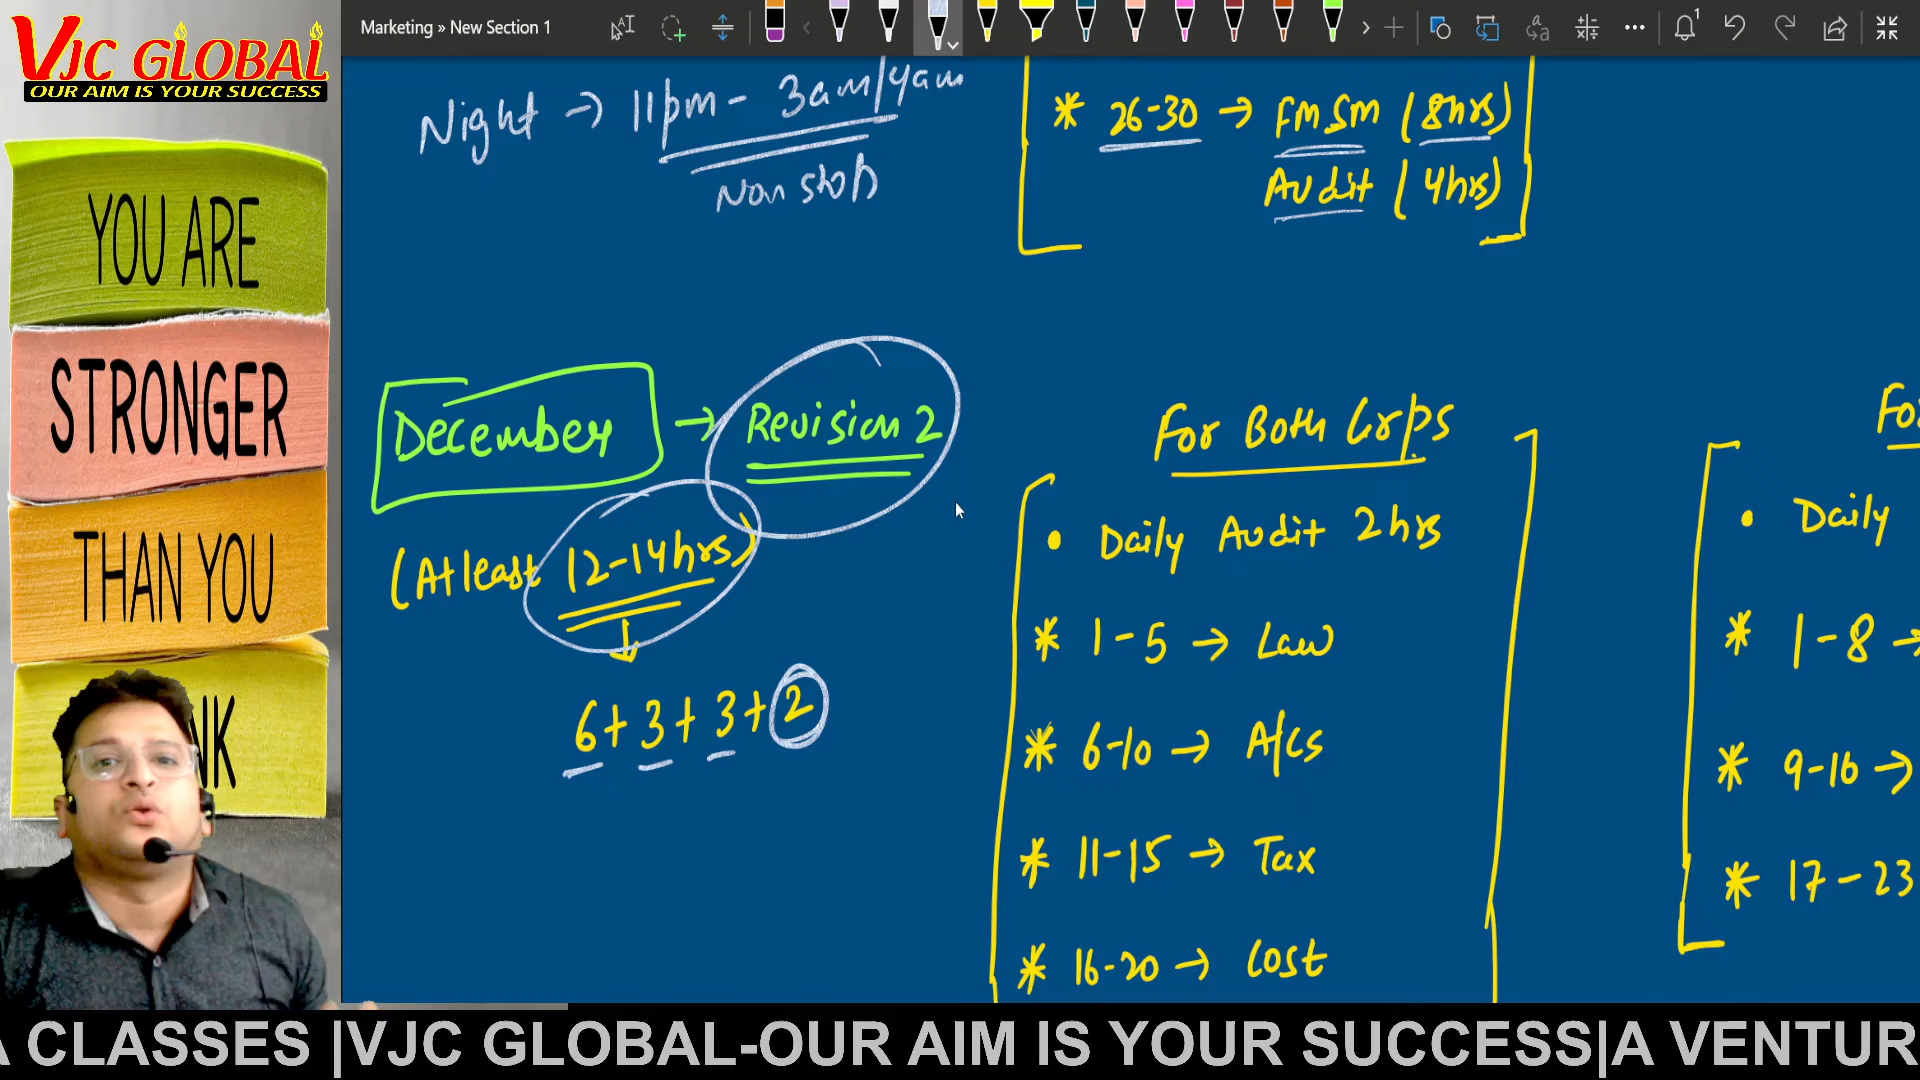 VJC GLOBAL
OUR AIM IS YOUR SUCCESS
YOU ARE
STRONGER
THAN YOU
NK
Marketing » New Section 1
Night → 11pm - 3am/4am
Non stop
* 26-30 → FMSM (8hrs)
Audit (4hrs)
December → Revision 2
(Atleast 12-14hrs)
6+3+3+2
For Both Grps
• Daily Audit 2hrs
* 1-5 → Law
* 6-10 → A/cs
* 11-15 → Tax
* 16-20 → Cost
Fo
• Daily
* 1-8 →
* 9-16 →
* 17-23
A CLASSES |VJC GLOBAL-OUR AIM IS YOUR SUCCESS|A VENTUR